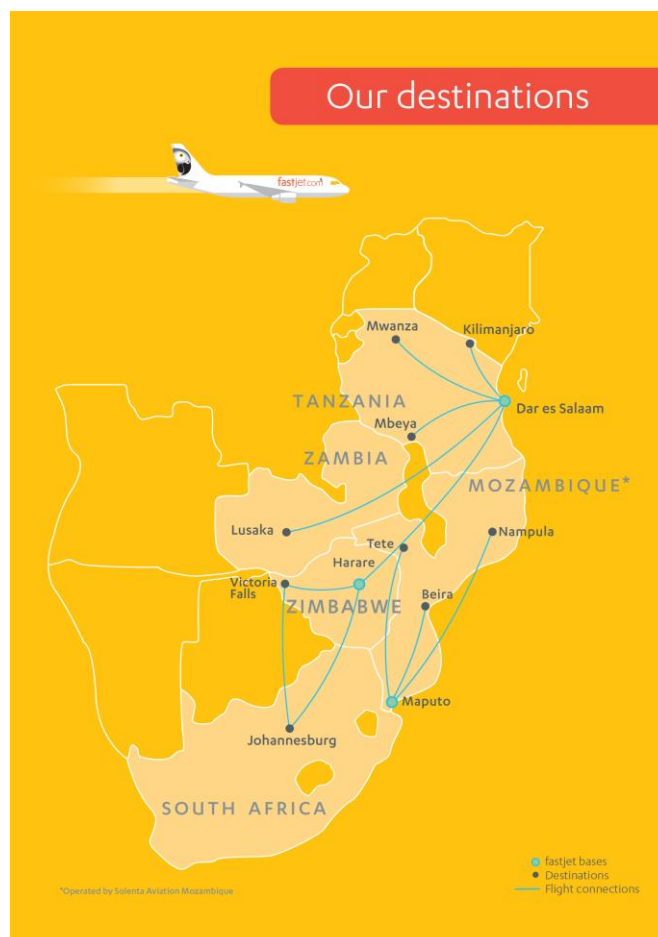 Our destinations
fastjet.com
Mwanza
Kilimanjaro
TANZANIA
Dar es Salaam
Mbeya
ZAMBIA
MOZAMBIQUE*
Lusaka
Tete
Nampula
Harare
Victoria
Falls
ZIMBABWE
Beira
Maputo
Johannesburg
SOUTH AFRICA
fastjet bases
Destinations
Flight connections
*Operated by Solenta Aviation Mozambique